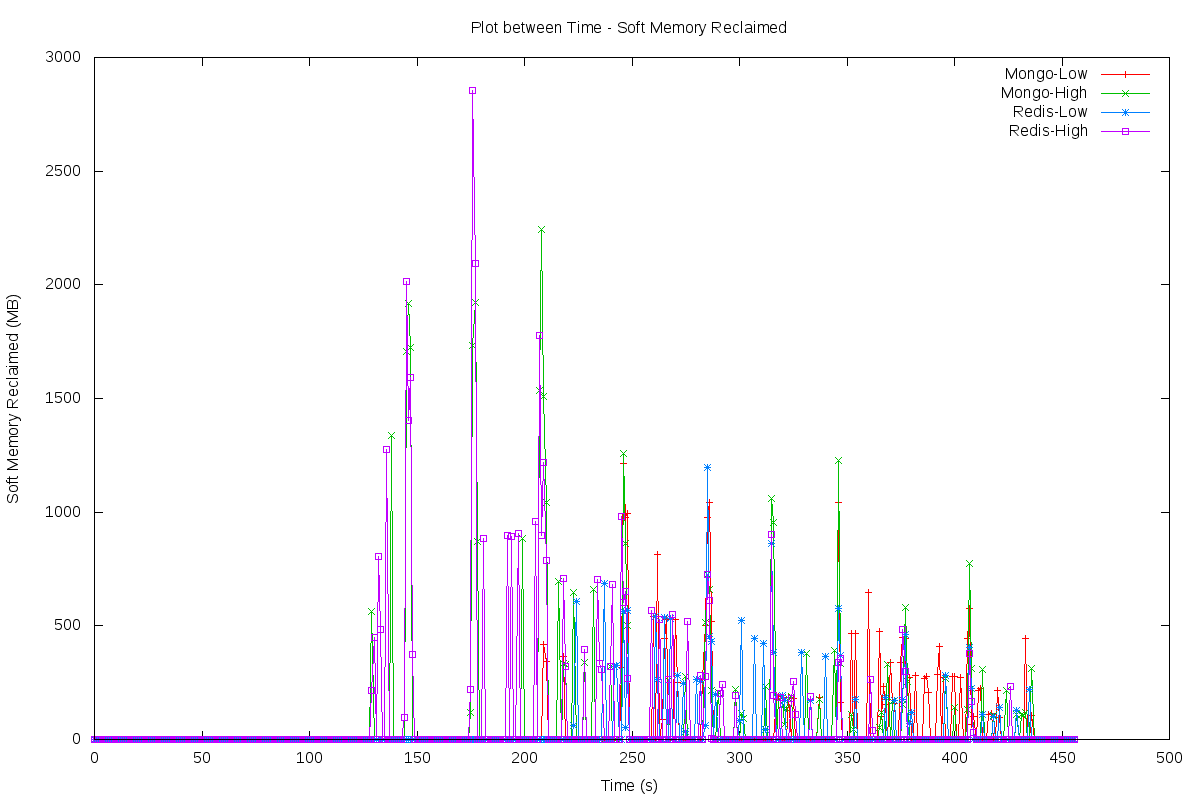 Plot between Time - Soft Memory Reclaimed
3000
2500
2000
1500
1000
500
0
Soft Memory Reclaimed (MB)
Mongo-Low
Mongo-High
Redis-Low
Redis-High
0 50 100 150 200 250 300 350 400 450 500
Time (s)